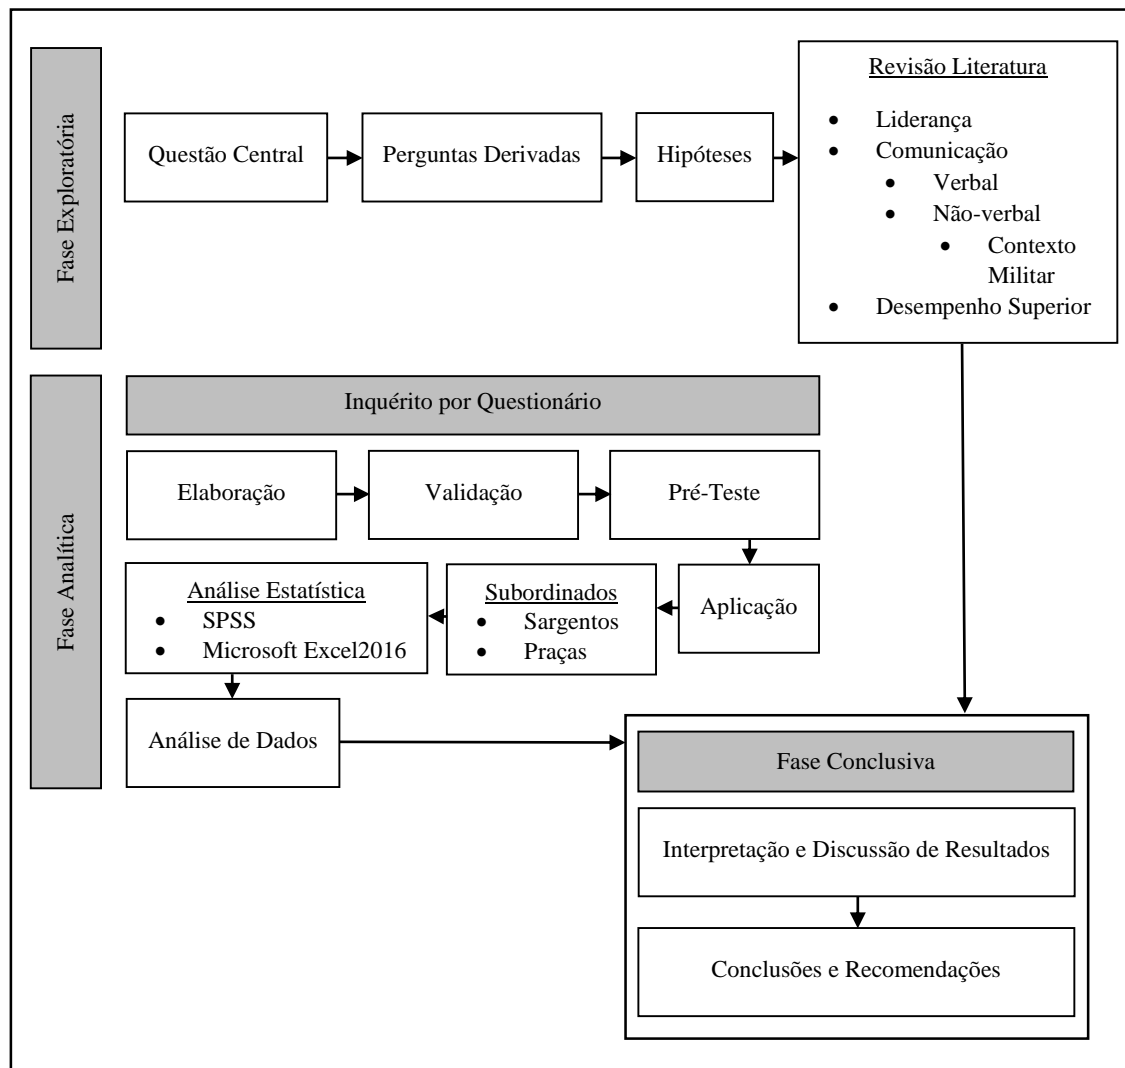 Fase Exploratória
Questão Central
Perguntas Derivadas
Hipóteses
Revisão Literatura
• Liderança
• Comunicação
• Verbal
• Não-verbal
• Contexto
Militar
• Desempenho Superior
Fase Analítica
Inquérito por Questionário
Elaboração
Validação
Pré-Teste
Aplicação
Subordinados
• Sargentos
• Praças
Análise Estatística
• SPSS
• Microsoft Excel2016
Análise de Dados
Fase Conclusiva
Interpretação e Discussão de Resultados
Conclusões e Recomendações